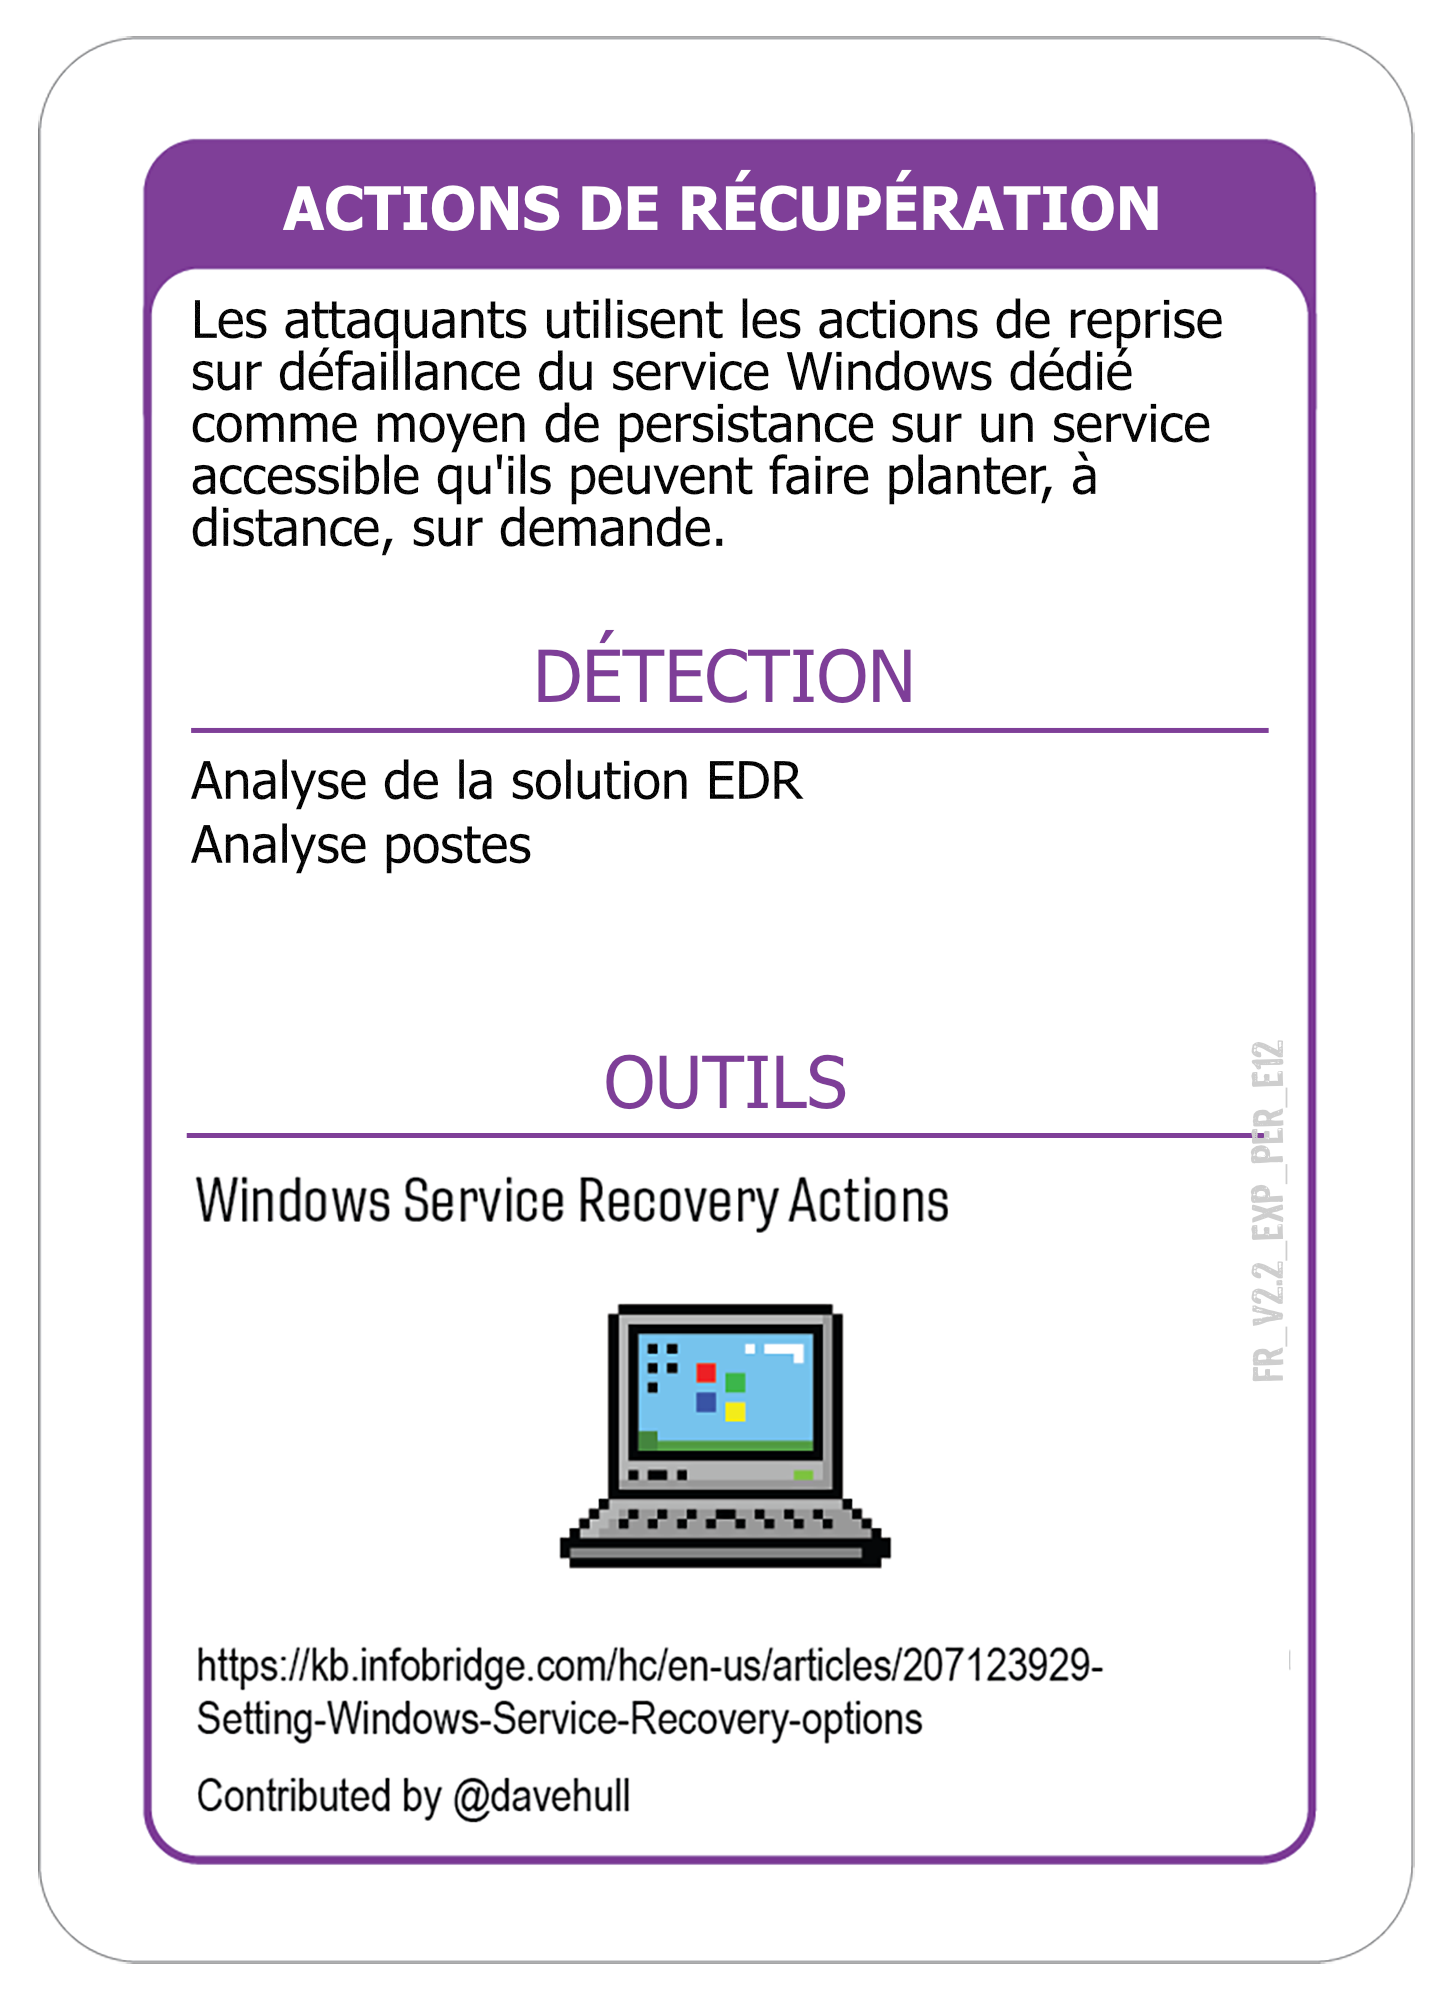 ACTIONS DE RÉCUPÉRATION
Les attaquants utilisent les actions de reprise
sur défaillance du service Windows dédié
comme moyen de persistance sur un service
accessible qu'ils peuvent faire planter, à
distance, sur demande.
DÉTECTION
Analyse de la solution EDR
Analyse postes
OUTILS
Windows Service Recovery Actions
https://kb.infobridge.com/hc/en-us/articles/207123929-
Setting-Windows-Service-Recovery-options
Contributed by @davehull
FR_V2.2_EXP_PER_E12